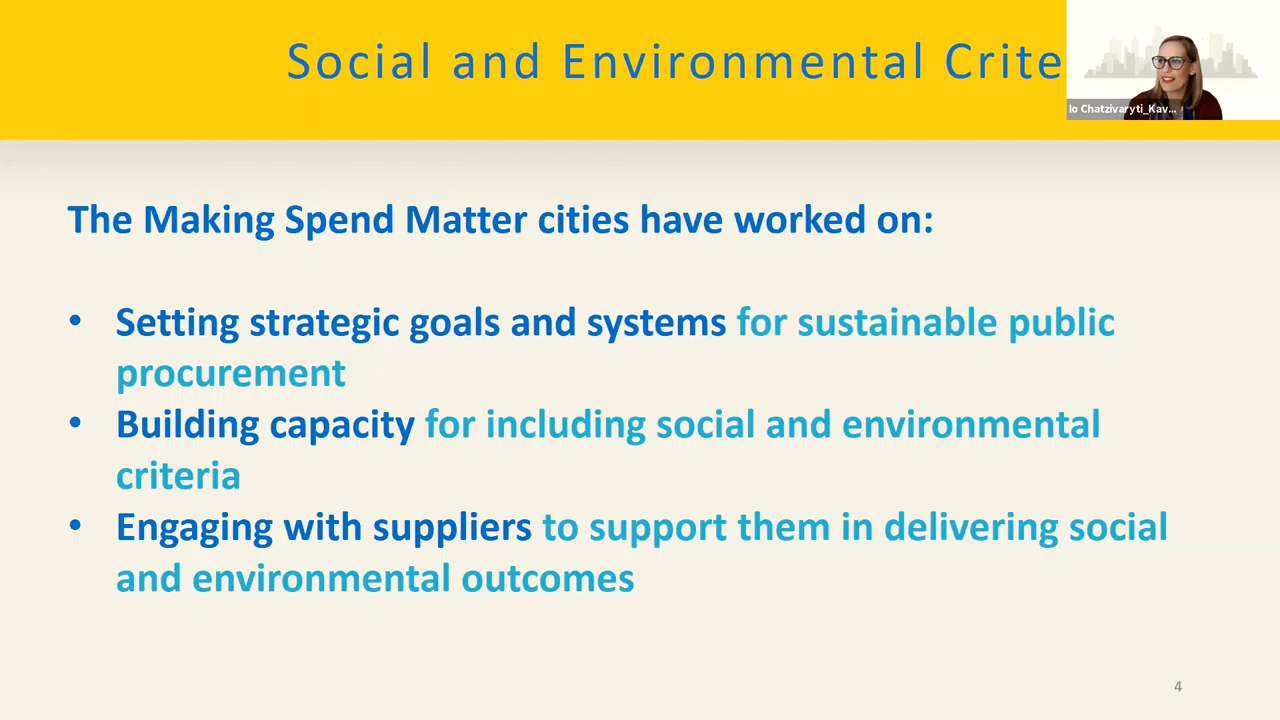 Social and Environmental Crite
Io Chatzivaryti_Kav...
The Making Spend Matter cities have worked on:
• Setting strategic goals and systems for sustainable public
procurement
• Building capacity for including social and environmental
criteria
• Engaging with suppliers to support them in delivering social
and environmental outcomes
4